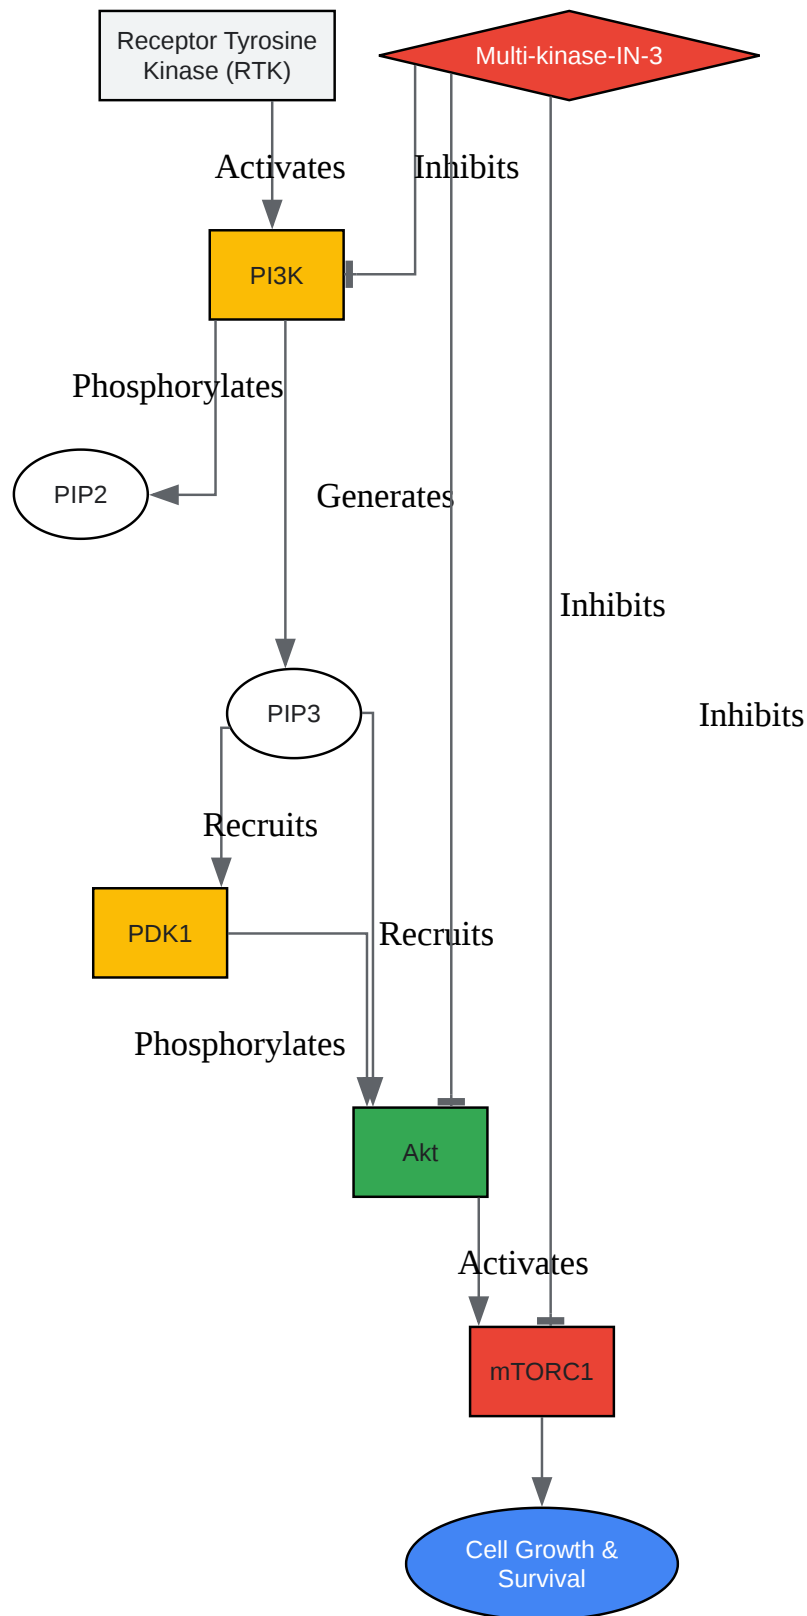 Receptor Tyrosine
Kinase (RTK)
Multi-kinase-IN-3
Activates
Inhibits
PI3K
Phosphorylates
PIP2
Generates
Inhibits
PIP3
Inhibits
Recruits
PDK1
Recruits
Phosphorylates
Akt
Activates
mTORC1
Cell Growth &
Survival